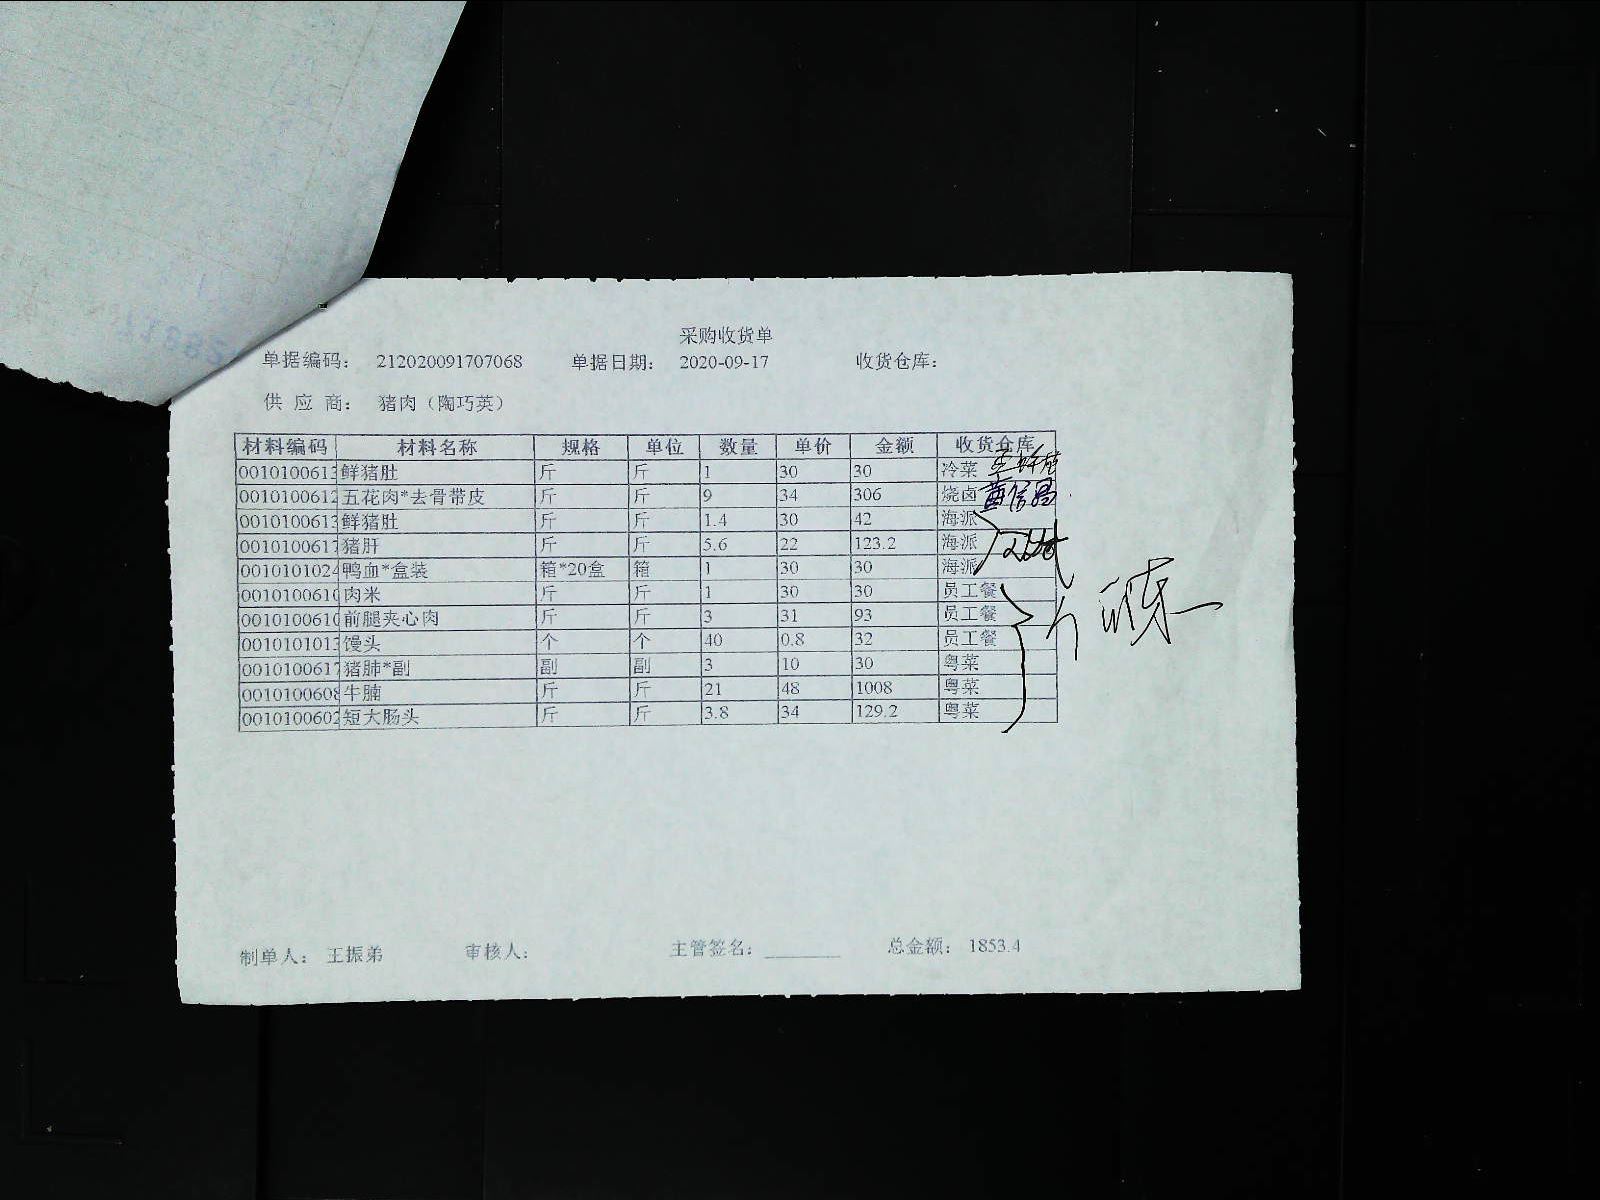 采购收货单
单据编码： 212020091707068 单据日期： 2020-09-17 收货仓库：
供 应 商： 猪肉（陶巧英）
材料编码 材料名称 规格 单位 数量 单价 金额 收货仓库
0010100613 鲜猪肚 斤 斤 1 30 30 冷菜
0010100612 五花肉*去骨带皮 斤 斤 9 34 306 烧卤
0010100613 鲜猪肚 斤 斤 1.4 30 42 海派
0010100617 猪肝 斤 斤 5.6 22 123.2 海派
0010101024 鸭血*盒装 箱*20盒 箱 1 30 30 海派
0010100610 肉米 斤 斤 1 30 30 员工餐
0010100610 前腿夹心肉 斤 斤 3 31 93 员工餐
0010101013 馒头 个 个 40 0.8 32 员工餐
0010100617 猪肺*副 副 副 3 10 30 粤菜
0010100608 牛腩 斤 斤 21 48 1008 粤菜
0010100602 短大肠头 斤 斤 3.8 34 129.2 粤菜
制单人： 王振弟 审核人： 主管签名： 总金额： 1853.4